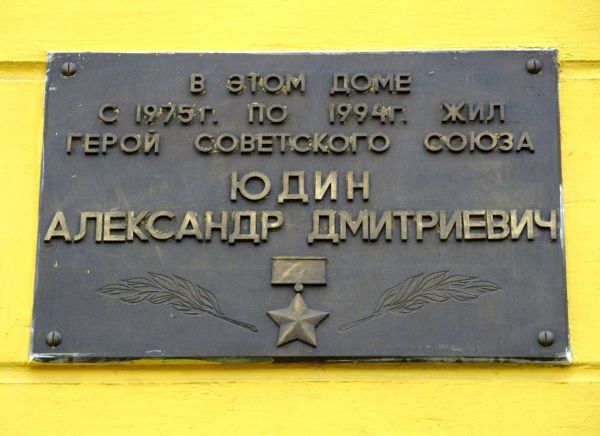 В ЭТОМ ДОМЕ
С 1975Г. ПО 1994Г. ЖИЛ
ГЕРОЙ СОВЕТСКОГО СОЮЗА
ЮДИН
АЛЕКСАНДР ДМИТРИЕВИЧ